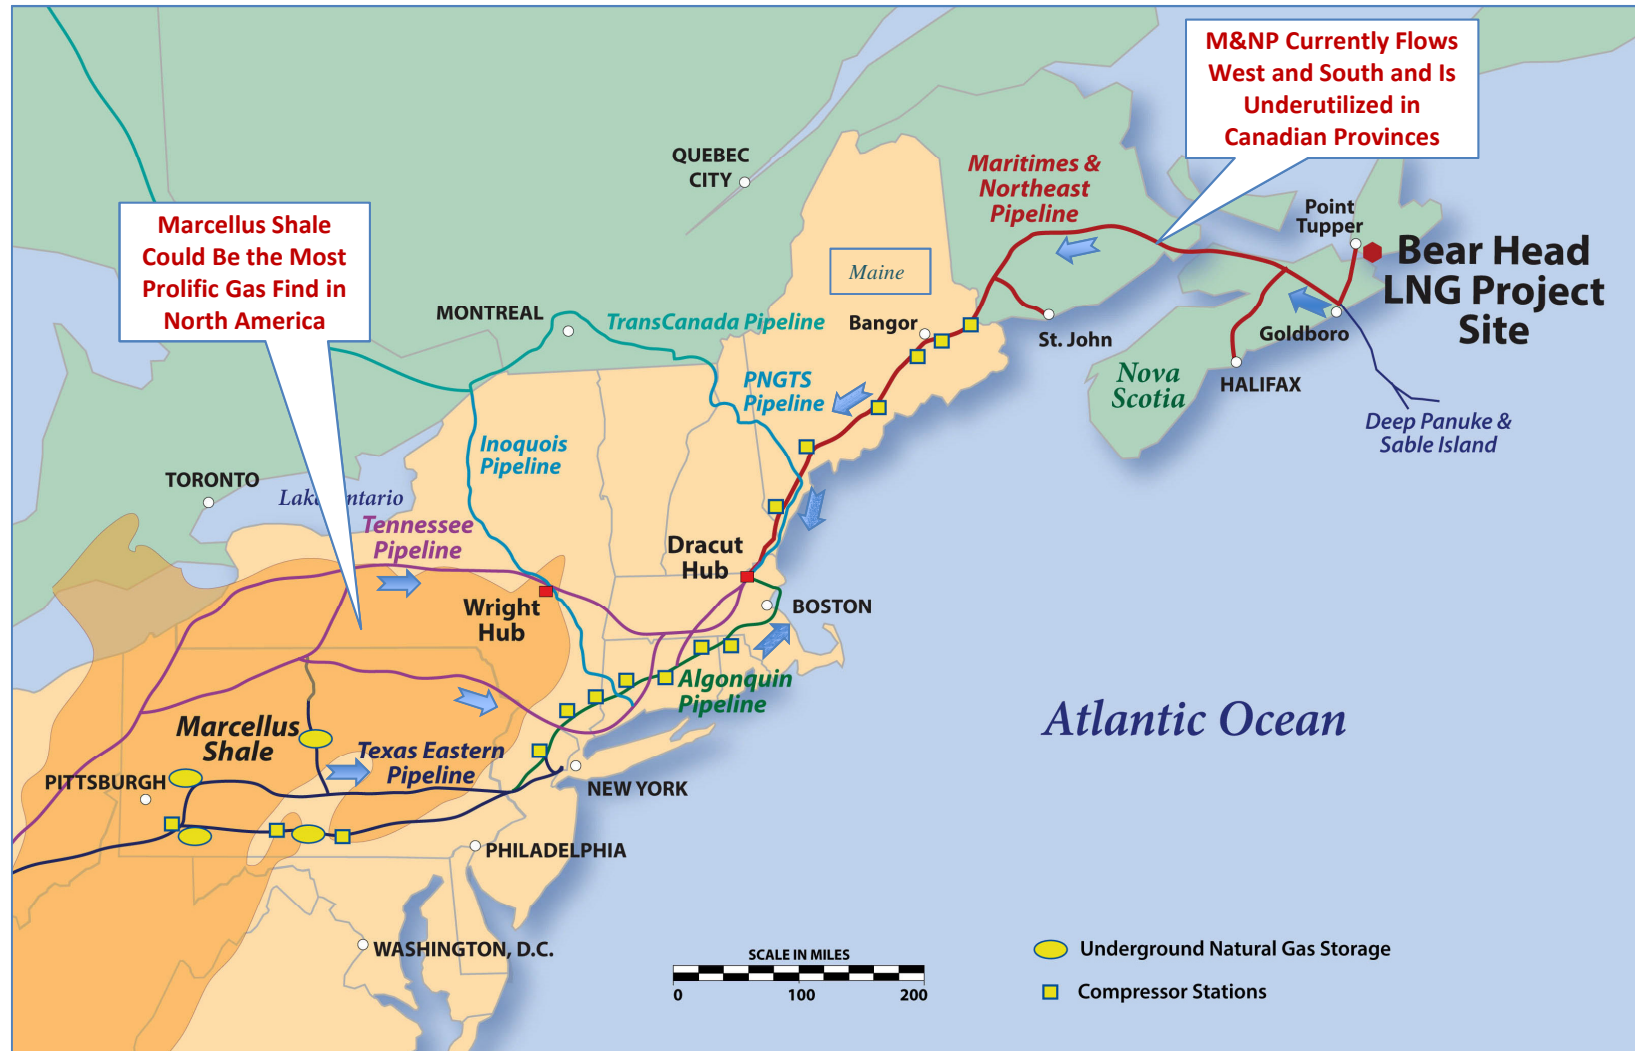 M&NP Currently Flows
West and South and Is
Underutilized in
Canadian Provinces
QUEBEC
CITY
Maritimes &
Northeast
Pipeline
Point
Tupper
Marcellus Shale
Could Be the Most
Prolific Gas Find in
North America
Bear Head
LNG Project
Site
Maine
MONTREAL
TransCanada Pipeline
Bangor
St. John
Goldboro
Nova
Scotia
HALIFAX
PNGTS
Pipeline
Deep Panuke &
Sable Island
Inoquois
Pipeline
TORONTO
Lake ntario
Tennessee
Pipeline
Dracut
Hub
Wright
Hub
BOSTON
Algonquin
Pipeline
Marcellus
Shale
Atlantic Ocean
Texas Eastern
Pipeline
PITTSBURGH
NEW YORK
PHILADELPHIA
WASHINGTON, D.C.
SCALE IN MILES
0 100 200
Underground Natural Gas Storage
Compressor Stations